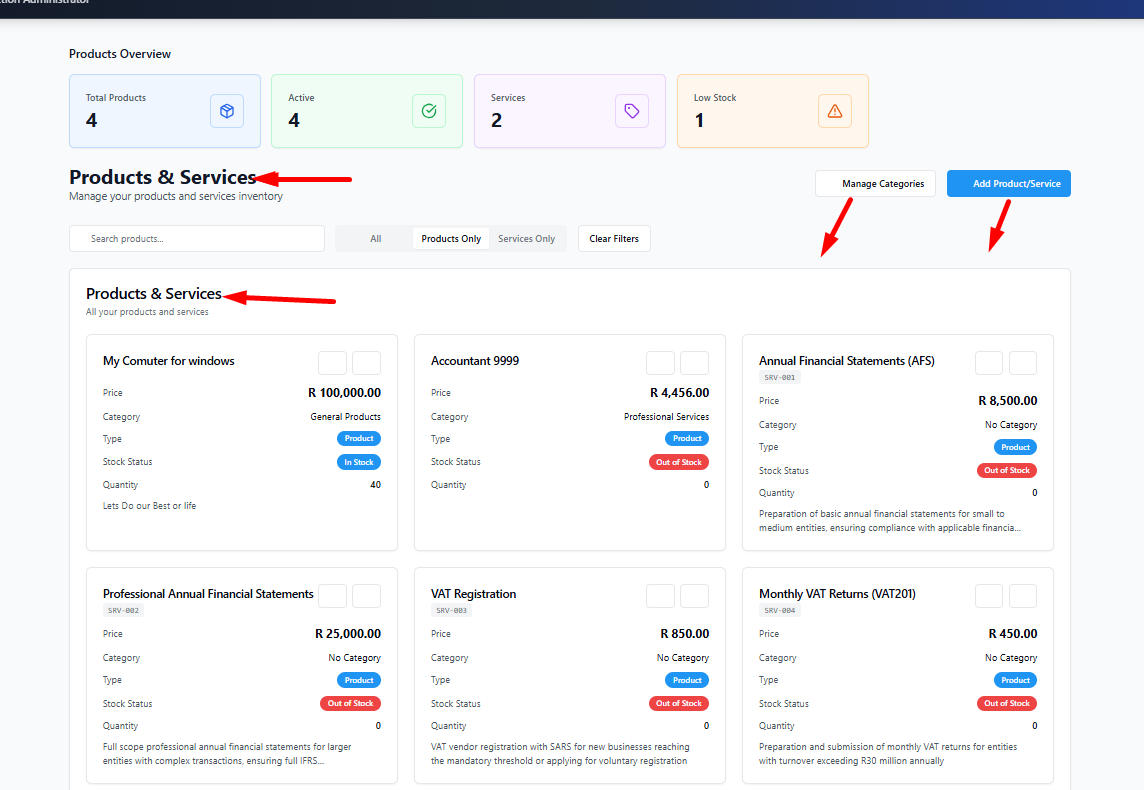 Products Overview
Total Products
4
Active
4
Services
2
Low Stock
1
Products & Services
Manage your products and services inventory
Manage Categories
Add Product/Service
Search products...
All
Products Only
Services Only
Clear Filters
Products & Services
All your products and services
My Comuter for windows
Price
R 100,000.00
Category
General Products
Type
Product
Stock Status
In Stock
Quantity
40
Lets Do our Best or life
Accountant 9999
Price
R 4,456.00
Category
Professional Services
Type
Product
Stock Status
Out of Stock
Quantity
0
Annual Financial Statements (AFS)
SRV-001
Price
R 8,500.00
Category
No Category
Type
Product
Stock Status
Out of Stock
Quantity
0
Preparation of basic annual financial statements for small to
medium entities, ensuring compliance with applicable financia...
Professional Annual Financial Statements
SRV-002
Price
R 25,000.00
Category
No Category
Type
Product
Stock Status
Out of Stock
Quantity
0
Full scope professional annual financial statements for larger
entities with complex transactions, ensuring full IFRS...
VAT Registration
SRV-003
Price
R 850.00
Category
No Category
Type
Product
Stock Status
Out of Stock
Quantity
0
VAT vendor registration with SARS for new businesses reaching
the mandatory threshold or applying for voluntary registration
Monthly VAT Returns (VAT201)
SRV-004
Price
R 450.00
Category
No Category
Type
Product
Stock Status
Out of Stock
Quantity
0
Preparation and submission of monthly VAT returns for entities
with turnover exceeding R30 million annually